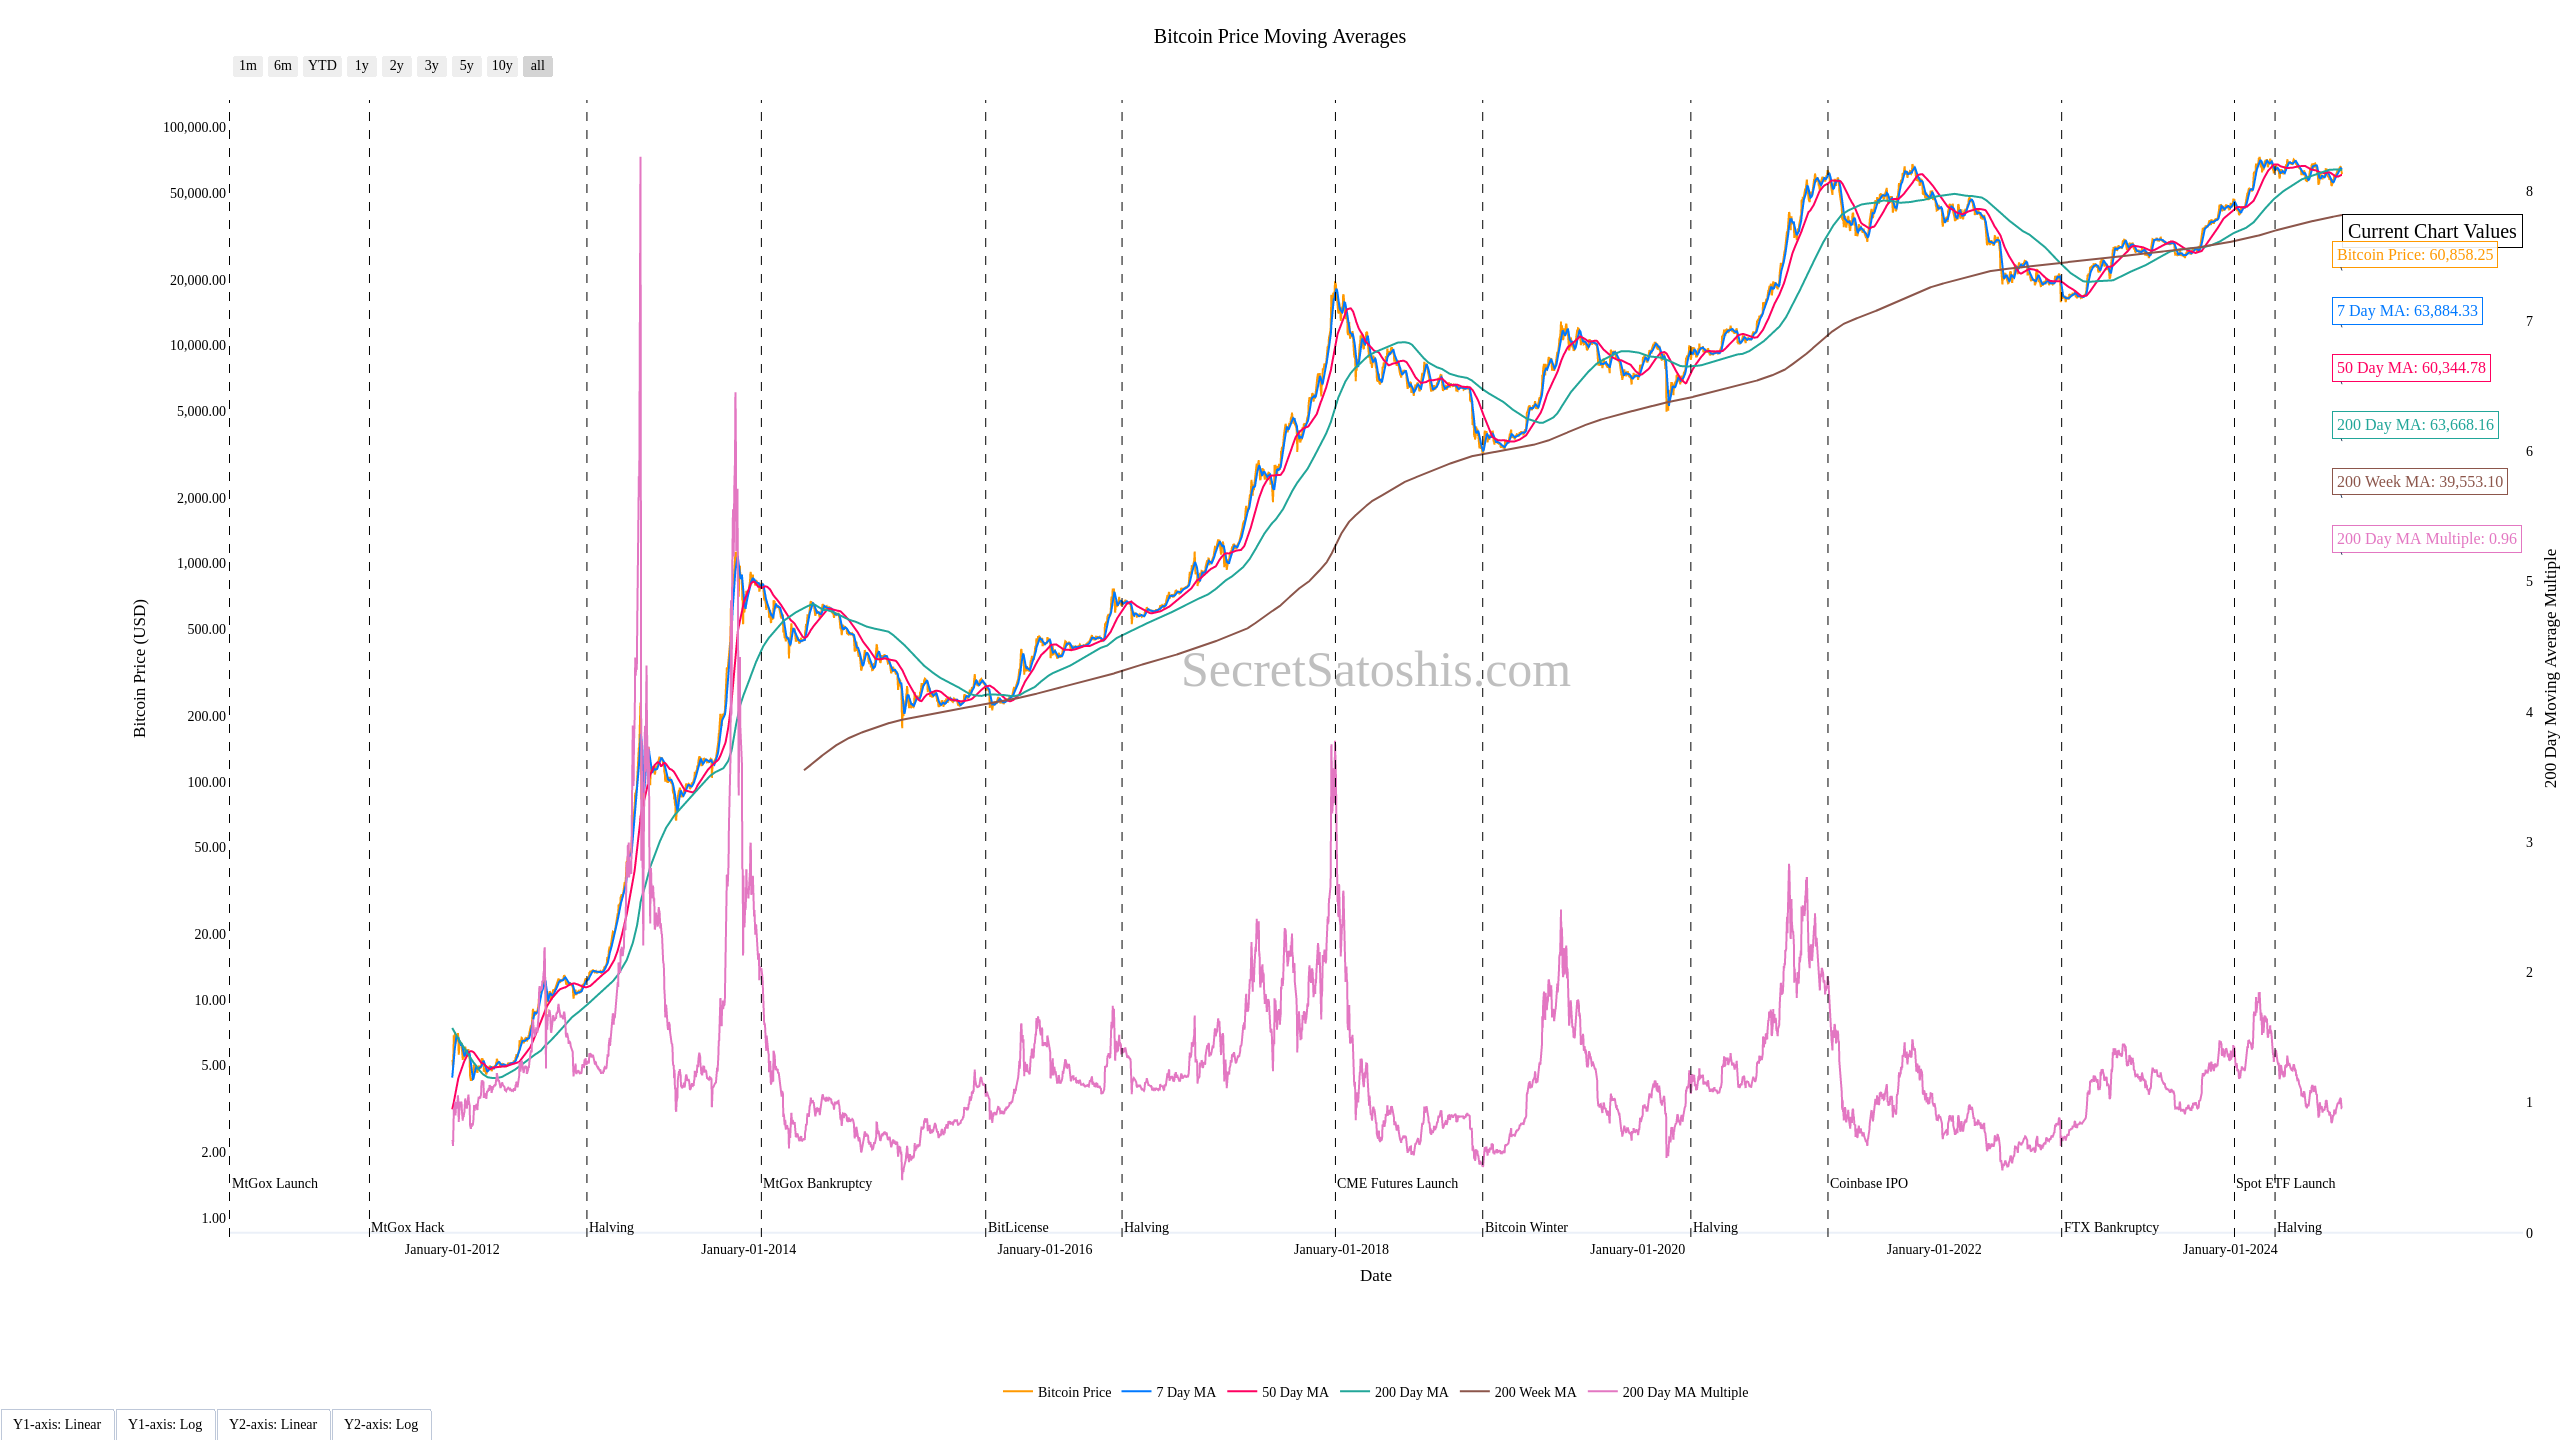 Bitcoin Price Moving Averages
1m 6m YTD 1y 2y 3y 5y 10y all
100,000.00
50,000.00
20,000.00
10,000.00
5,000.00
2,000.00
1,000.00
500.00
200.00
100.00
50.00
20.00
10.00
5.00
2.00
1.00
Bitcoin Price (USD)
8
7
6
5
4
3
2
1
0
200 Day Moving Average Multiple
Current Chart Values
Bitcoin Price: 60,858.25
7 Day MA: 63,884.33
50 Day MA: 60,344.78
200 Day MA: 63,668.16
200 Week MA: 39,553.10
200 Day MA Multiple: 0.96
SecretSatoshis.com
MtGox Launch
MtGox Bankruptcy
CME Futures Launch
Coinbase IPO
Spot ETF Launch
MtGox Hack
Halving
BitLicense
Halving
Bitcoin Winter
Halving
FTX Bankruptcy
Halving
January-01-2012
January-01-2014
January-01-2016
January-01-2018
January-01-2020
January-01-2022
January-01-2024
Date
Bitcoin Price
7 Day MA
50 Day MA
200 Day MA
200 Week MA
200 Day MA Multiple
Y1-axis: Linear
Y1-axis: Log
Y2-axis: Linear
Y2-axis: Log